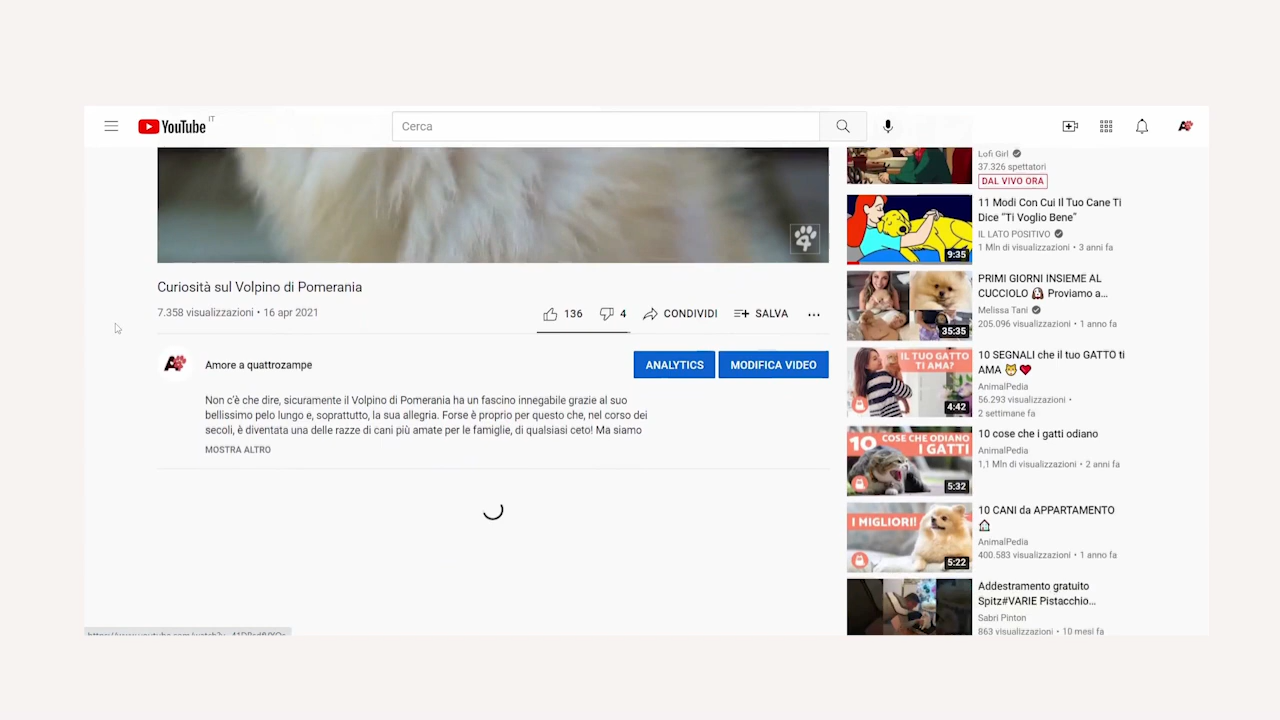 YouTube IT
Cerca
Curiosità sul Volpino di Pomerania
7.358 visualizzazioni • 16 apr 2021
136
4
CONDIVIDI
SALVA
Amore a quattrozampe
ANALYTICS
MODIFICA VIDEO
Non c'è che dire, sicuramente il Volpino di Pomerania ha un fascino innegabile grazie al suo
bellissimo pelo lungo e, soprattutto, la sua allegria. Forse è proprio per questo che, nel corso dei
secoli, è diventata una delle razze di cani più amate per le famiglie, di qualsiasi ceto! Ma siamo
MOSTRA ALTRO
Lofi Girl
37.326 spettatori
DAL VIVO ORA
9:35
11 Modi Con Cui Il Tuo Cane Ti
Dice “Ti Voglio Bene”
IL LATO POSITIVO
1 Mln di visualizzazioni • 3 anni fa
35:35
PRIMI GIORNI INSIEME AL
CUCCIOLO 🐶 Proviamo a...
Melissa Tani
205.096 visualizzazioni • 1 anno fa
IL TUO GATTO
TI AMA?
4:42
10 SEGNALI che il tuo GATTO ti
AMA 😺❤️
AnimalPedia
56.293 visualizzazioni •
2 settimane fa
10 COSE CHE ODIANO
I GATTI
5:32
10 cose che i gatti odiano
AnimalPedia
1,1 Mln di visualizzazioni • 2 anni fa
I MIGLIORI!
5:22
10 CANI da APPARTAMENTO
🏠
AnimalPedia
400.583 visualizzazioni • 1 anno fa
Addestramento gratuito
Spitz#VARIE Pistacchio...
Sabri Pinton
863 visualizzazioni • 10 mesi fa